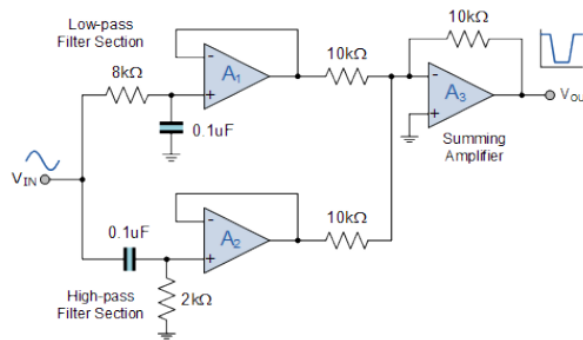 Low-pass
Filter Section
8kΩ
0.1uF
-
+
A1
10kΩ
10kΩ
-
+
A3
Summing
Amplifier
VOU
VIN
0.1uF
2kΩ
-
+
A2
10kΩ
High-pass
Filter Section